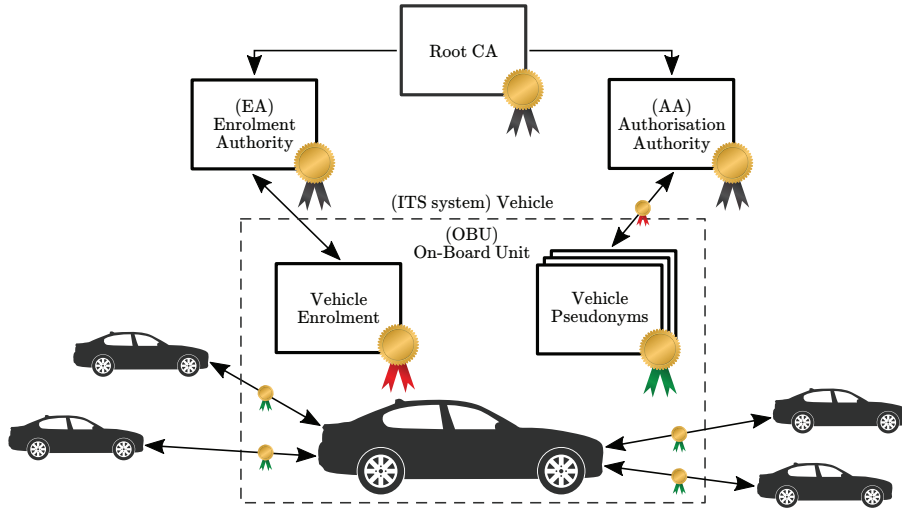 Root CA
(EA)
Enrolment
Authority
(AA)
Authorisation
Authority
(ITS system) Vehicle
(OBU)
On-Board Unit
Vehicle
Enrolment
Vehicle
Pseudonyms